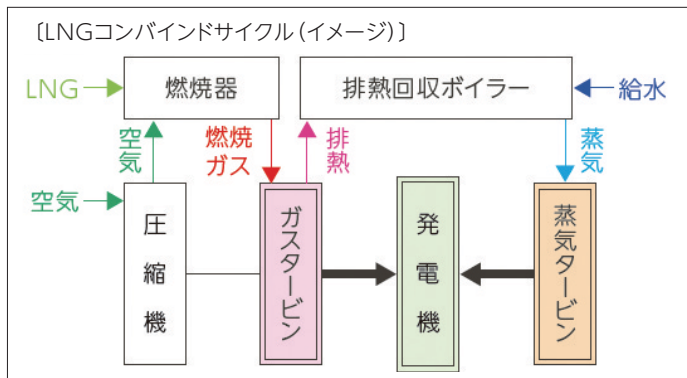 〔LNGコンバインドサイクル（イメージ）〕
LNG
燃焼器
排熱回収ボイラー
給水
空気
燃焼
ガス
排熱
蒸気
空気
圧縮機
ガスタービン
発電機
蒸気タービン